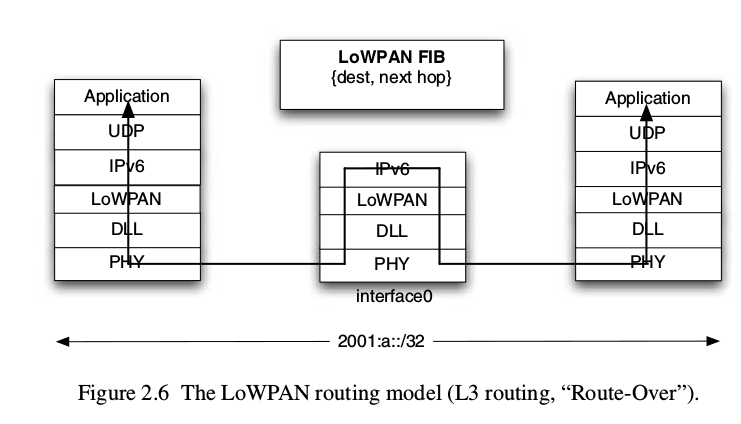 LoWPAN FIB
{dest, next hop}
Application
UDP
IPv6
LoWPAN
DLL
PHY
IPv6
LoWPAN
DLL
PHY
interface0
Application
UDP
IPv6
LoWPAN
DLL
PHY
2001:a::/32
Figure 2.6 The LoWPAN routing model (L3 routing, “Route-Over”).